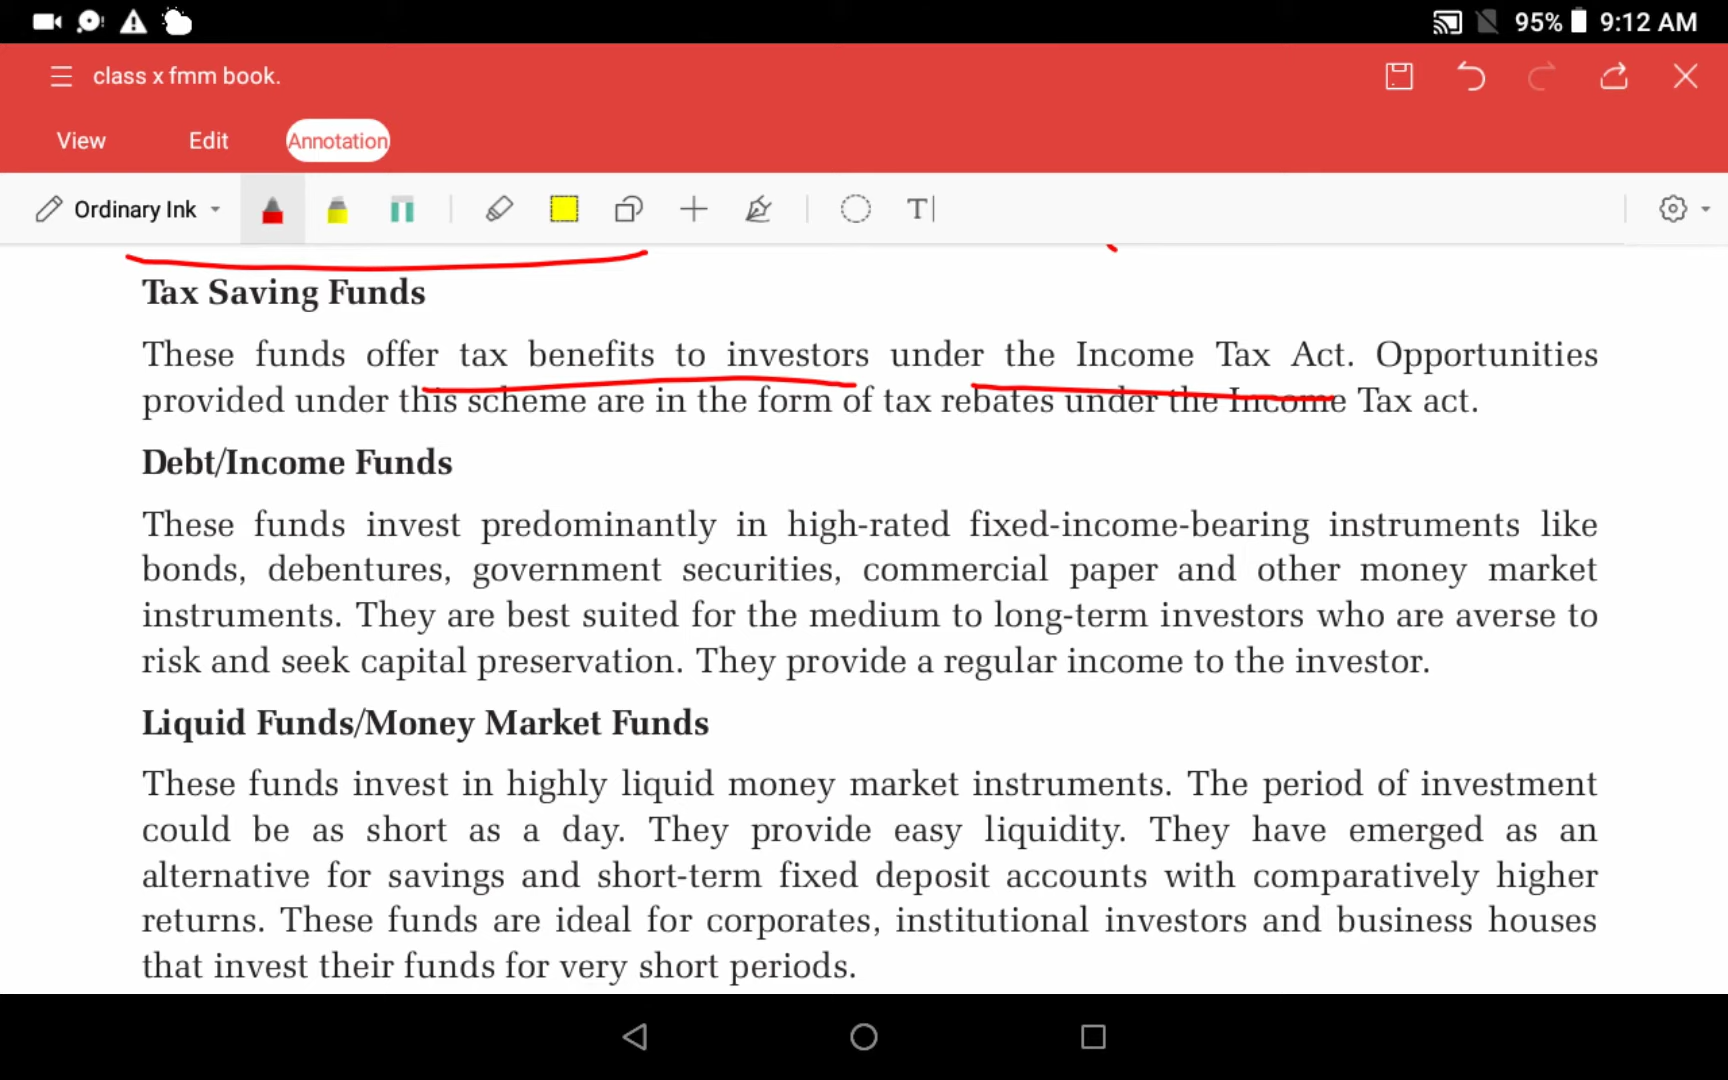 95% 9:12 AM
class x fmm book.
View Edit Annotation
Ordinary Ink T
Tax Saving Funds
These funds offer tax benefits to investors under the Income Tax Act. Opportunities
provided under this scheme are in the form of tax rebates under the Income Tax act.
Debt/Income Funds
These funds invest predominantly in high-rated fixed-income-bearing instruments like
bonds, debentures, government securities, commercial paper and other money market
instruments. They are best suited for the medium to long-term investors who are averse to
risk and seek capital preservation. They provide a regular income to the investor.
Liquid Funds/Money Market Funds
These funds invest in highly liquid money market instruments. The period of investment
could be as short as a day. They provide easy liquidity. They have emerged as an
alternative for savings and short-term fixed deposit accounts with comparatively higher
returns. These funds are ideal for corporates, institutional investors and business houses
that invest their funds for very short periods.